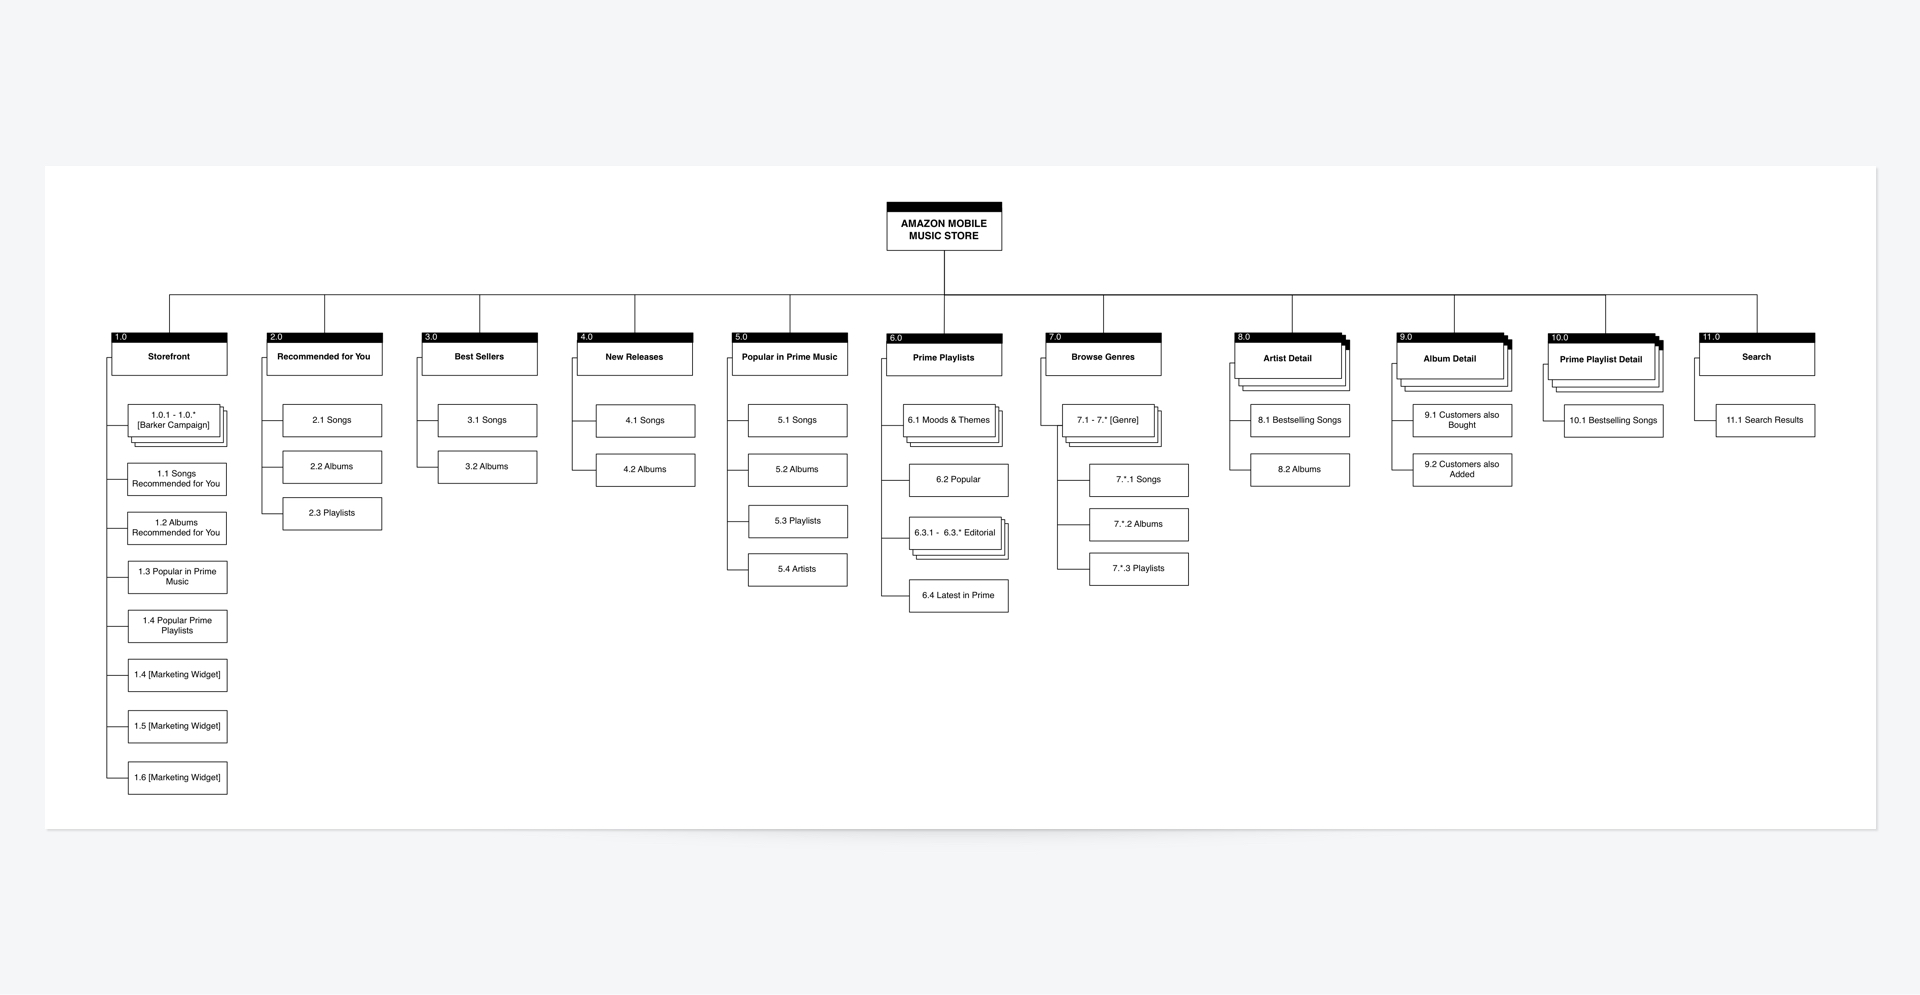 AMAZON MOBILE
MUSIC STORE
1.0
Storefront
1.0.1 - 1.0.*
[Barker Campaign]
1.1 Songs
Recommended for You
1.2 Albums
Recommended for You
1.3 Popular in Prime
Music
1.4 Popular Prime
Playlists
1.4 [Marketing Widget]
1.5 [Marketing Widget]
1.6 [Marketing Widget]
2.0
Recommended for You
2.1 Songs
2.2 Albums
2.3 Playlists
3.0
Best Sellers
3.1 Songs
3.2 Albums
4.0
New Releases
4.1 Songs
4.2 Albums
5.0
Popular in Prime Music
5.1 Songs
5.2 Albums
5.3 Playlists
5.4 Artists
6.0
Prime Playlists
6.1 Moods & Themes
6.2 Popular
6.3.1 - 6.3.* Editorial
6.4 Latest in Prime
7.0
Browse Genres
7.1 - 7.* [Genre]
7.*.1 Songs
7.*.2 Albums
7.*.3 Playlists
8.0
Artist Detail
8.1 Bestselling Songs
8.2 Albums
9.0
Album Detail
9.1 Customers also
Bought
9.2 Customers also
Added
10.0
Prime Playlist Detail
10.1 Bestselling Songs
11.0
Search
11.1 Search Results